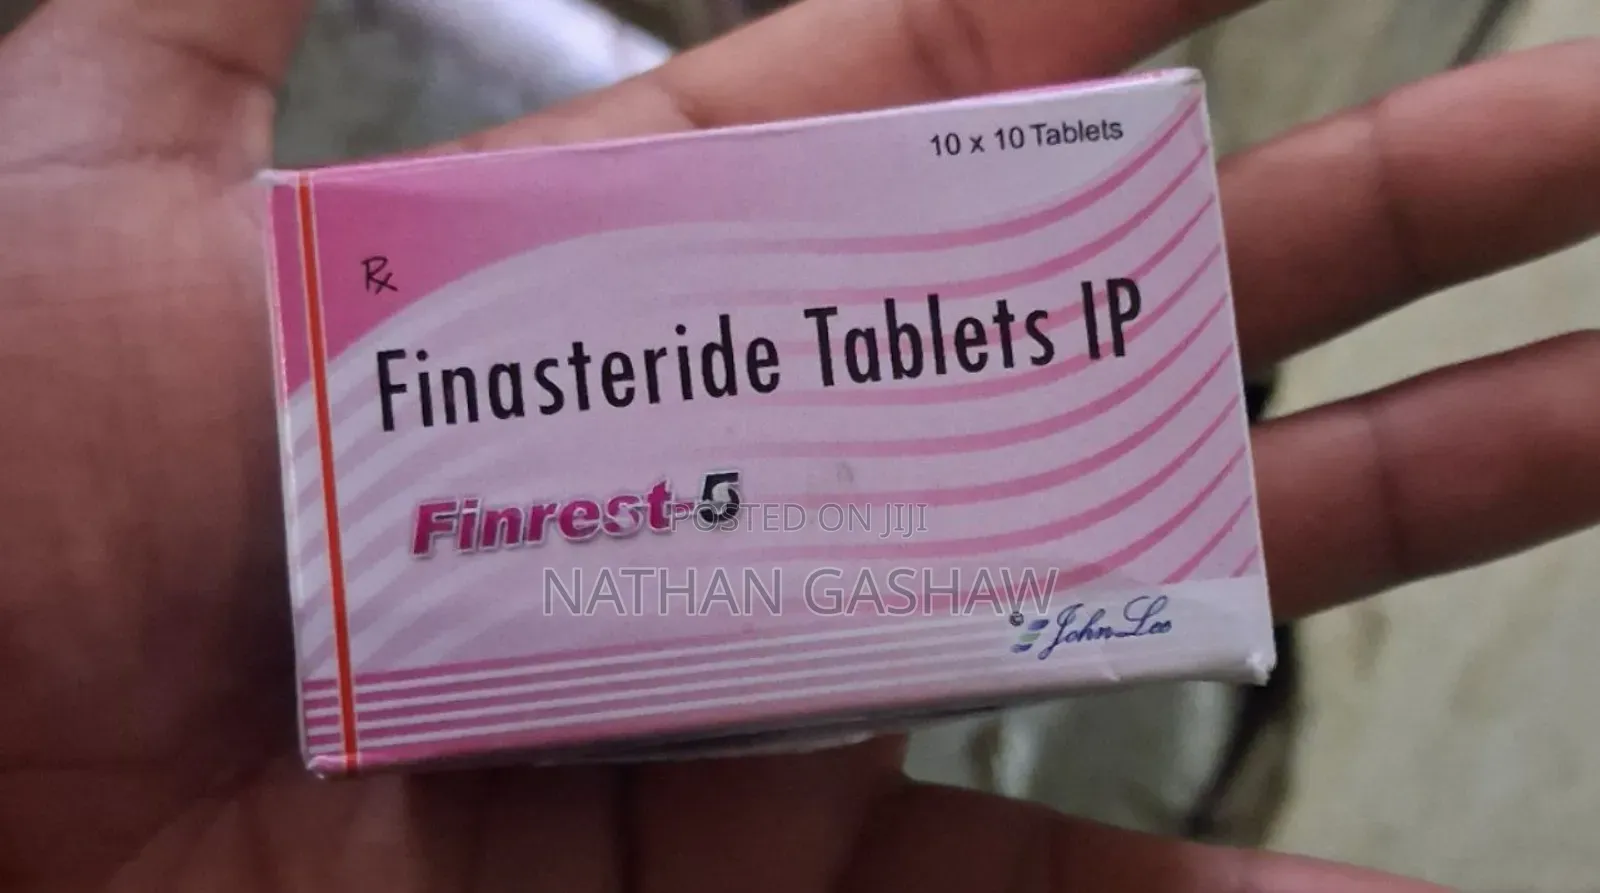 10 x 10 Tablets
Rx
Finasteride Tablets IP
Finrest-5
POSTED ON JIJI
NATHAN GASHAW
© John Lee